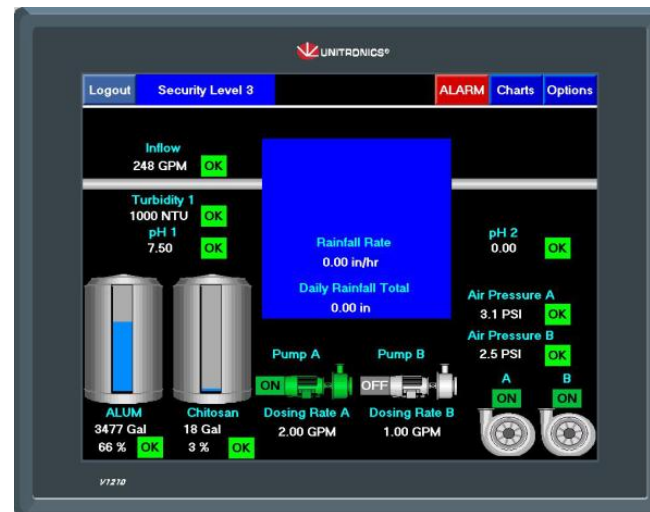 UNITRONICS®
Logout Security Level 3 ALARM Charts Options
Inflow
248 GPM OK
Turbidity 1
1000 NTU OK
pH 1
7.50 OK
Rainfall Rate
0.00 in/hr
Daily Rainfall Total
0.00 in
pH 2
0.00 OK
Air Pressure A
3.1 PSI OK
Air Pressure B
2.5 PSI OK
Pump A Pump B
ON OFF
Dosing Rate A Dosing Rate B
2.00 GPM 1.00 GPM
A B
ON ON
ALUM Chitosan
3477 Gal 18 Gal
66 % OK 3 % OK
V1210